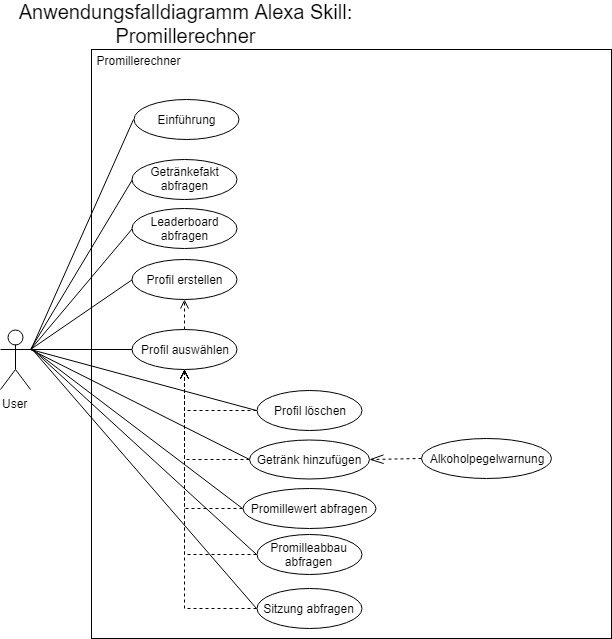 Anwendungsfalldiagramm Alexa Skill:
Promillerechner
Promillerechner
Einführung
Getränkefakt
abfragen
Leaderboard
abfragen
Profil erstellen
Profil auswählen
User
Profil löschen
Getränk hinzufügen
Alkoholpegelwarnung
Promillewert abfragen
Promilleabbau
abfragen
Sitzung abfragen